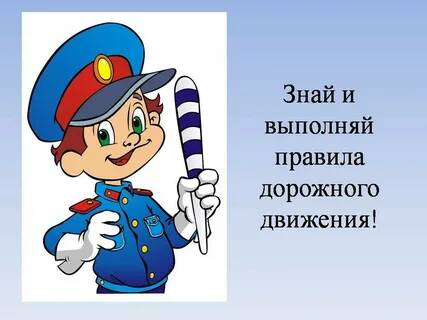 Знай и
выполняй
правила
дорожного
движения!